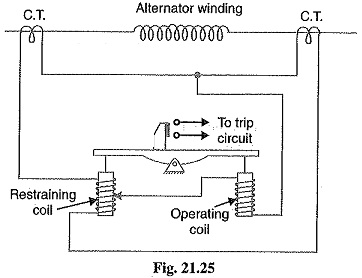 Alternator winding
C.T.
C.T.
To trip
circuit
Restraining
coil
Operating
coil
Fig. 21.25